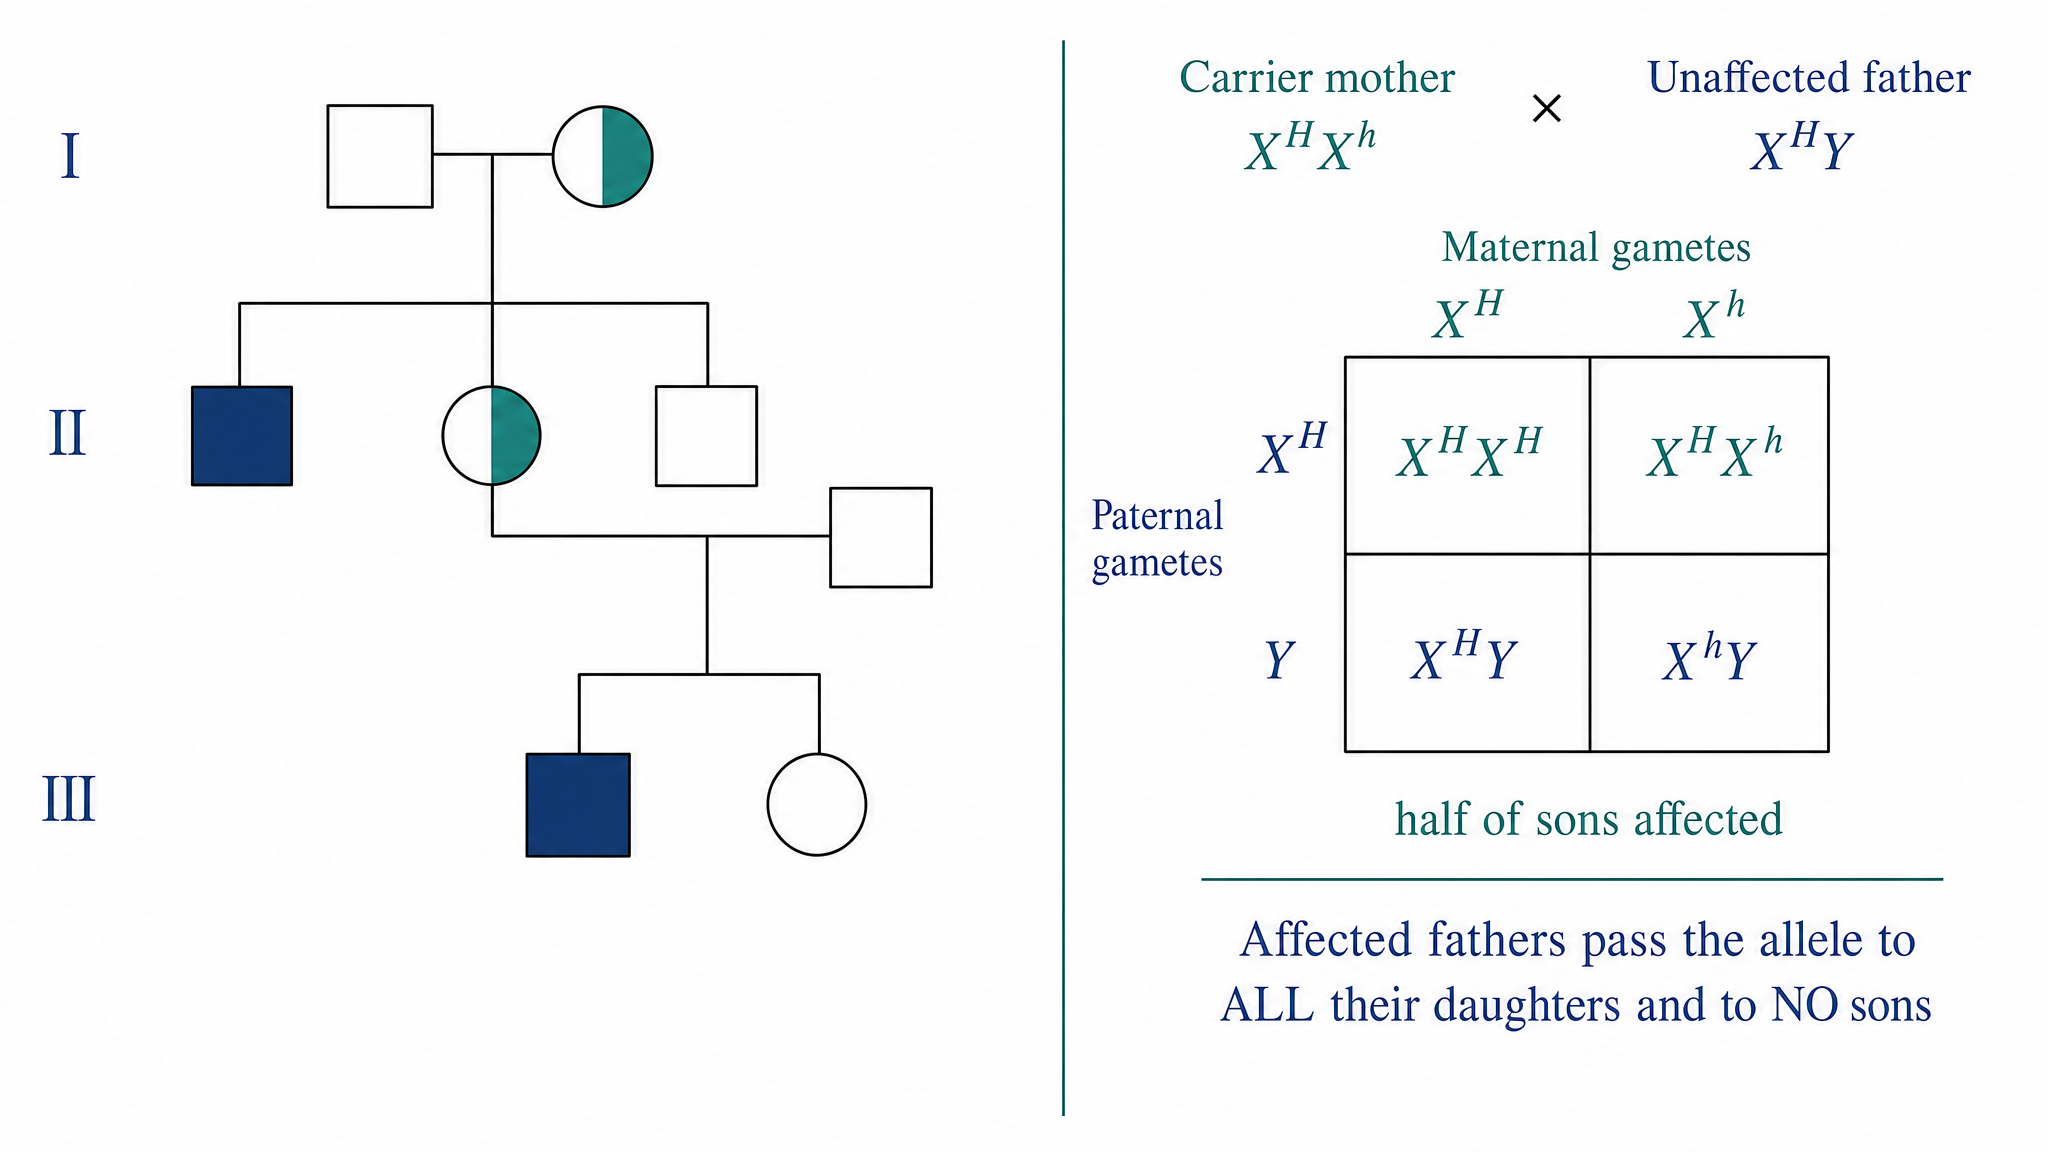 I
II
III
Carrier mother × Unaffected father
X^H X^h X^H Y
Maternal gametes
X^H X^h
X^H X^H X^H X^H X^h
Paternal
gametes
Y X^H Y X^h Y
half of sons affected
Affected fathers pass the allele to
ALL their daughters and to NO sons